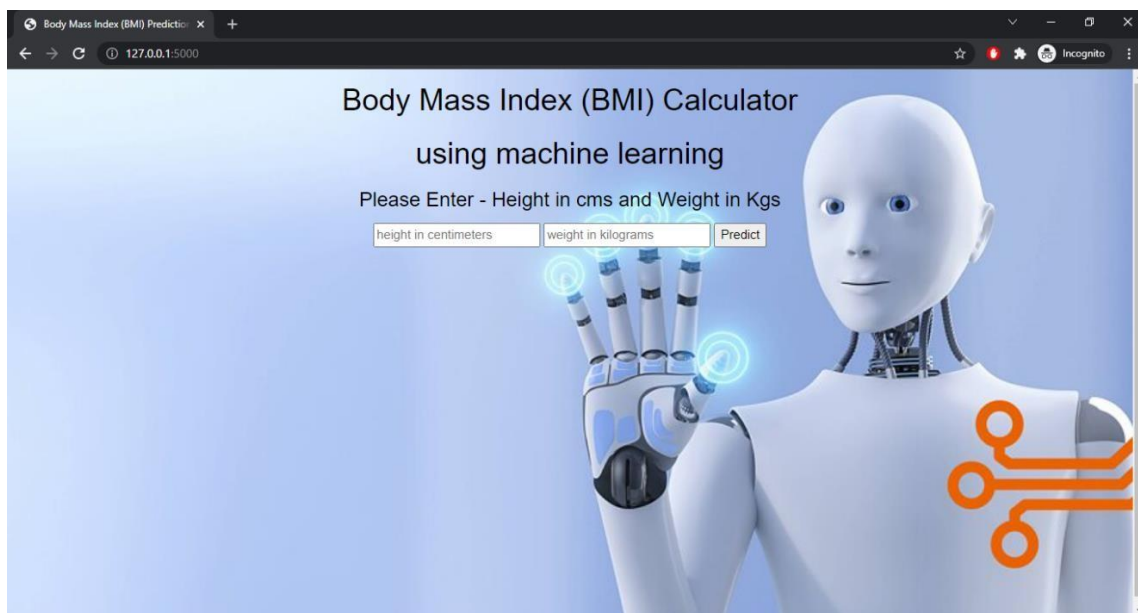 Body Mass Index (BMI) Prediction
127.0.0.1:5000
Incognito
Body Mass Index (BMI) Calculator
using machine learning
Please Enter - Height in cms and Weight in Kgs
height in centimeters weight in kilograms Predict